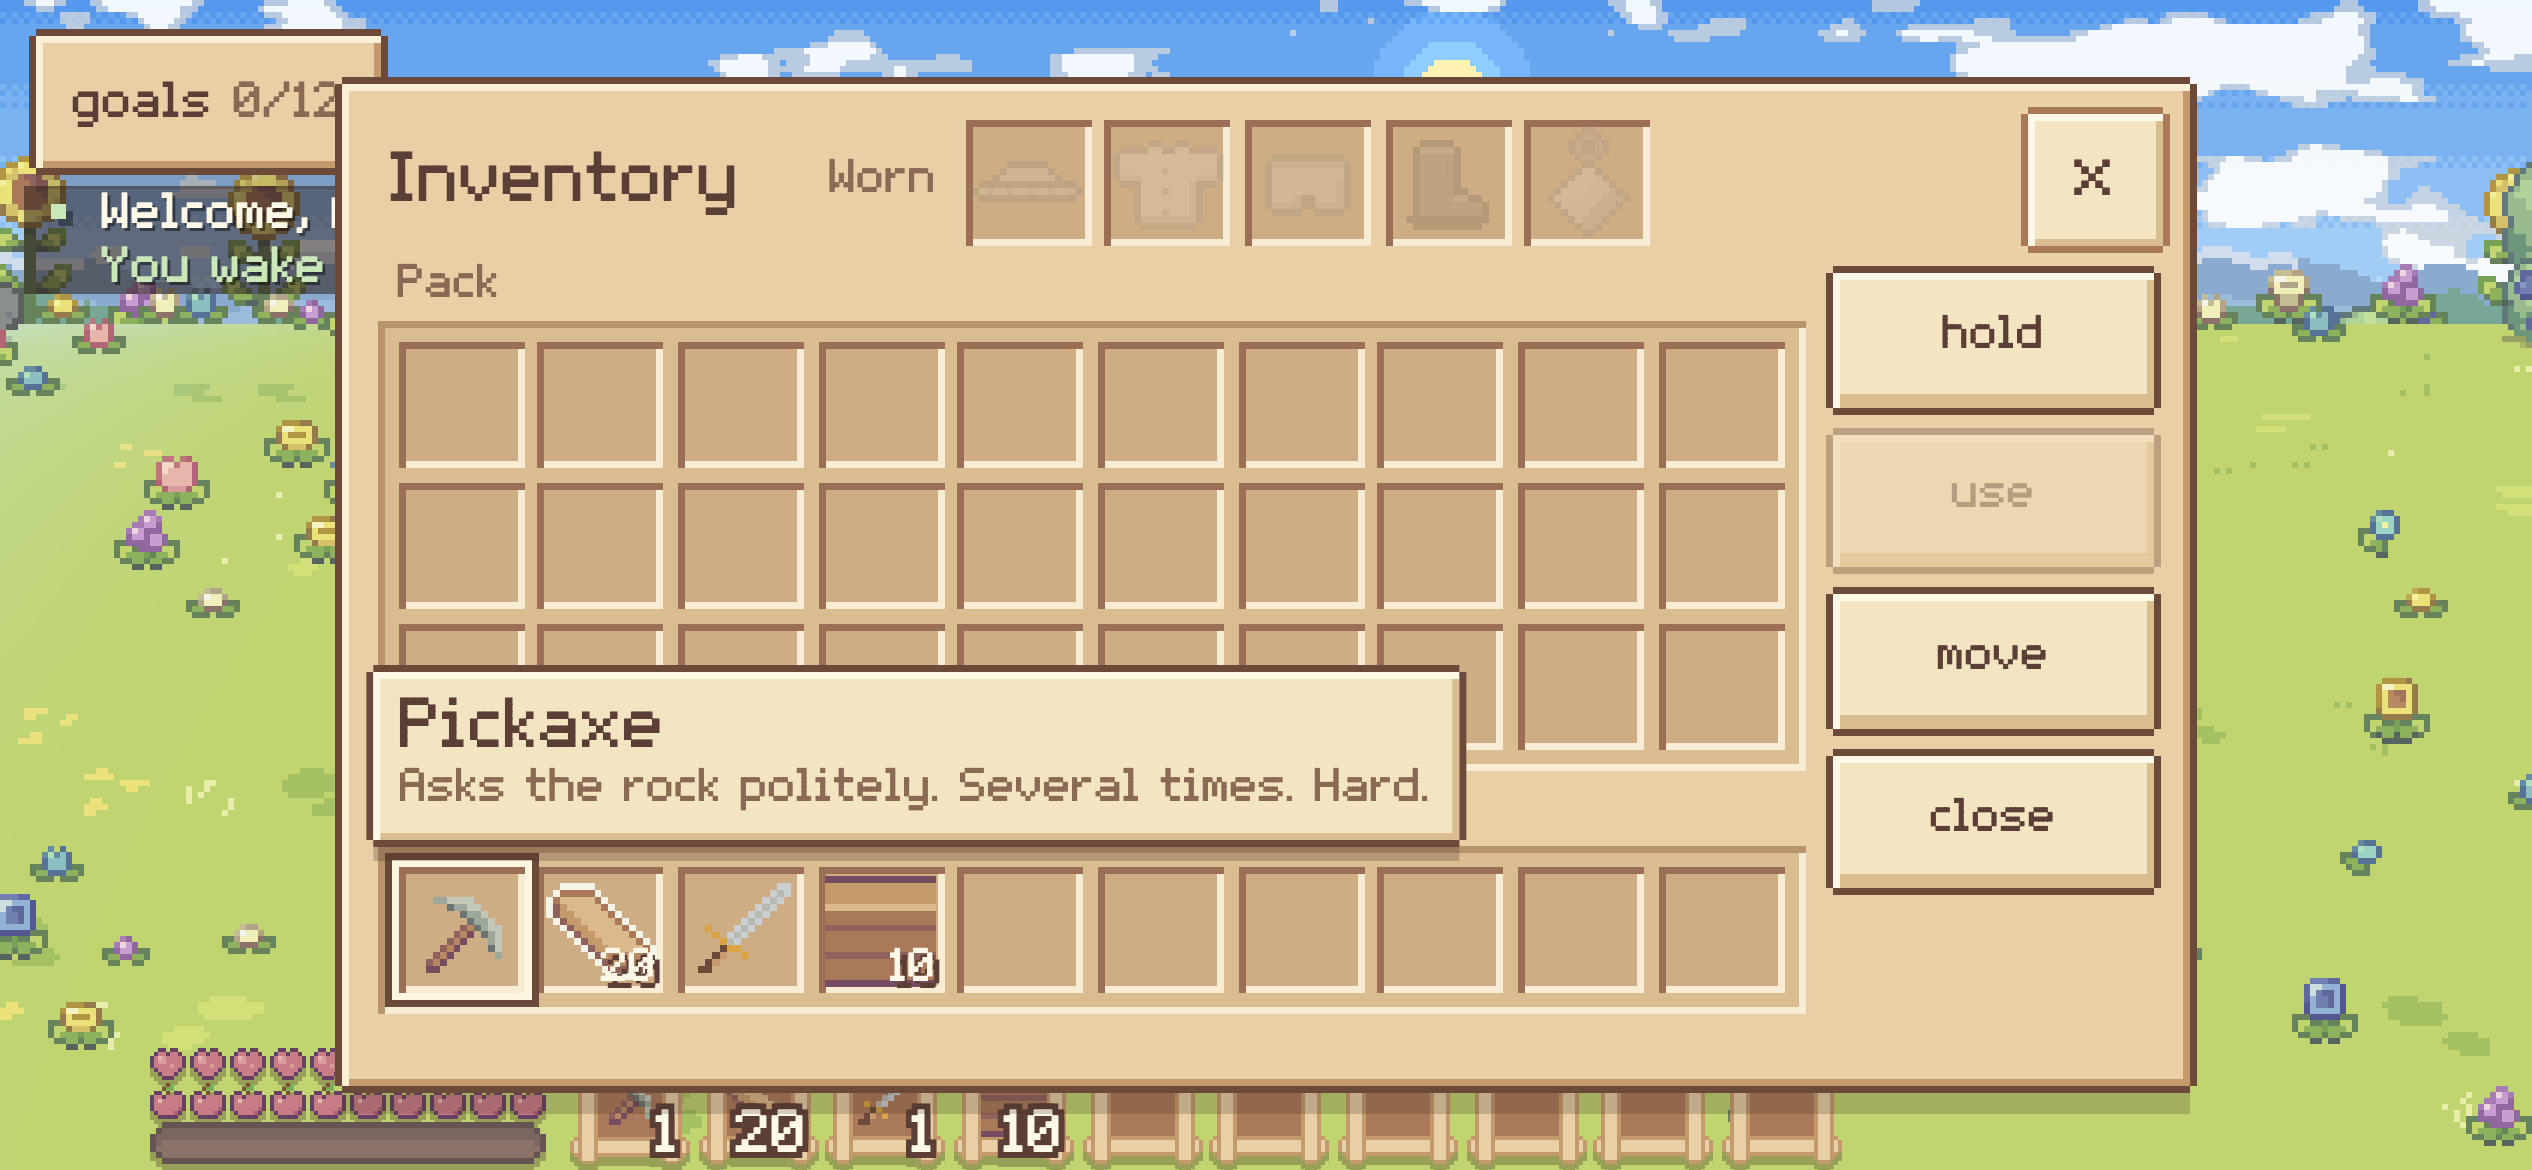 goals 0/12
Inventory
Worn
x
Welcome,
You wake
Pack
hold
use
move
close
Pickaxe
Asks the rock politely. Several times. Hard.
20
10
1
20
1
10